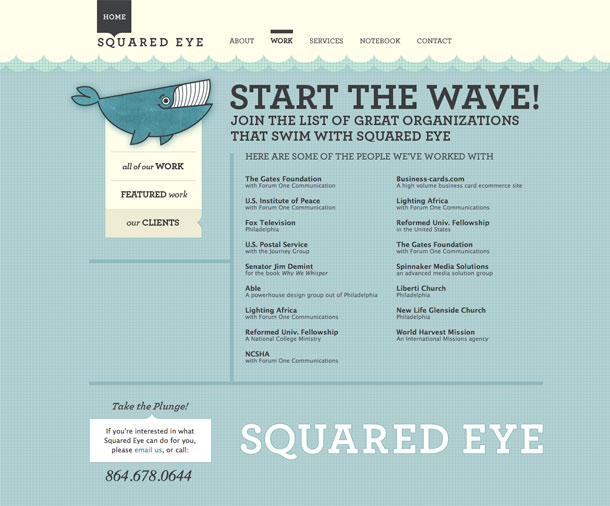 HOME
SQUARED EYE
ABOUT
WORK
SERVICES
NOTEBOOK
CONTACT
START THE WAVE!
JOIN THE LIST OF GREAT ORGANIZATIONS
THAT SWIM WITH SQUARED EYE
all of our WORK
FEATURED work
our CLIENTS
HERE ARE SOME OF THE PEOPLE WE'VE WORKED WITH
The Gates Foundation
with Forum One Communication
U.S. Institute of Peace
with Forum One Communication
Fox Television
Philadelphia
U.S. Postal Service
with the Journey Group
Senator Jim Demint
for the book Why We Whisper
Able
A powerhouse design group out of Philadelphia
Lighting Africa
with Forum One Communications
Reformed Univ. Fellowship
A National College Ministry
NCSHA
with Forum One Communications
Business-cards.com
A high volume business card ecommerce site
Lighting Africa
with Forum One Communications
Reformed Univ. Fellowship
in the United States
The Gates Foundation
with Forum One Communications
Spinnaker Media Solutions
an advanced media solution group
Liberti Church
Philadelphia
New Life Glenside Church
Philadelphia
World Harvest Mission
An International Missions agency
Take the Plunge!
If you're interested in what
Squared Eye can do for you,
please email us, or call:
864.678.0644
SQUARED EYE